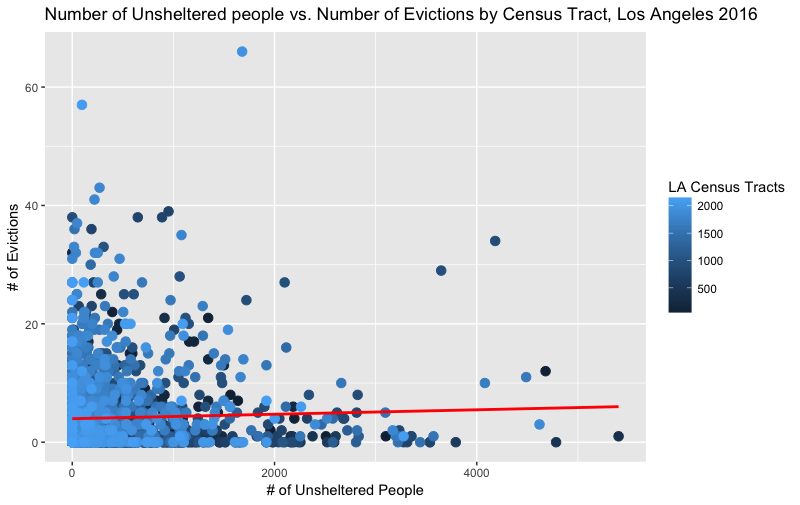 Number of Unsheltered people vs. Number of Evictions by Census Tract, Los Angeles 2016
60
40
20
0
# of Evictions
0
2000
4000
# of Unsheltered People
LA Census Tracts
2000
1500
1000
500